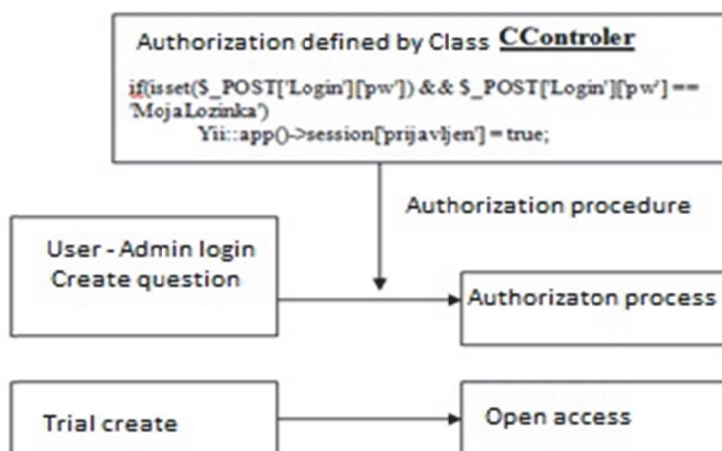 Authorization defined by Class CControler
if(isset($_POST['Login']['pw']) && $_POST['Login']['pw'] ==
'MojaLozinka')
Yii::app()->session['prijavljen'] = true;
Authorization procedure
User - Admin login
Create question
Authorizaton process
Trial create
Open access